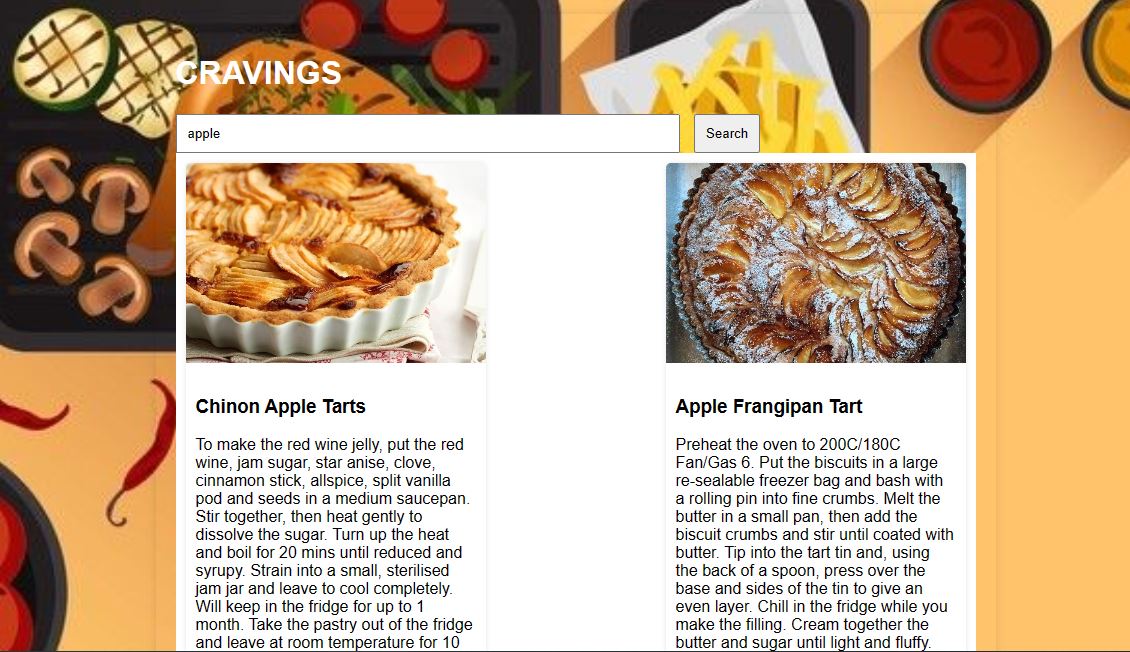 CRAVINGS
apple
Search
Chinon Apple Tarts
To make the red wine jelly, put the red
wine, jam sugar, star anise, clove,
cinnamon stick, allspice, split vanilla
pod and seeds in a medium saucepan.
Stir together, then heat gently to
dissolve the sugar. Turn up the heat
and boil for 20 mins until reduced and
syrupy. Strain into a small, sterilised
jam jar and leave to cool completely.
Will keep in the fridge for up to 1
month. Take the pastry out of the fridge
and leave at room temperature for 10
Apple Frangipan Tart
Preheat the oven to 200C/180C
Fan/Gas 6. Put the biscuits in a large
re-sealable freezer bag and bash with
a rolling pin into fine crumbs. Melt the
butter in a small pan, then add the
biscuit crumbs and stir until coated with
butter. Tip into the tart tin and, using
the back of a spoon, press over the
base and sides of the tin to give an
even layer. Chill in the fridge while you
make the filling. Cream together the
butter and sugar until light and fluffy.